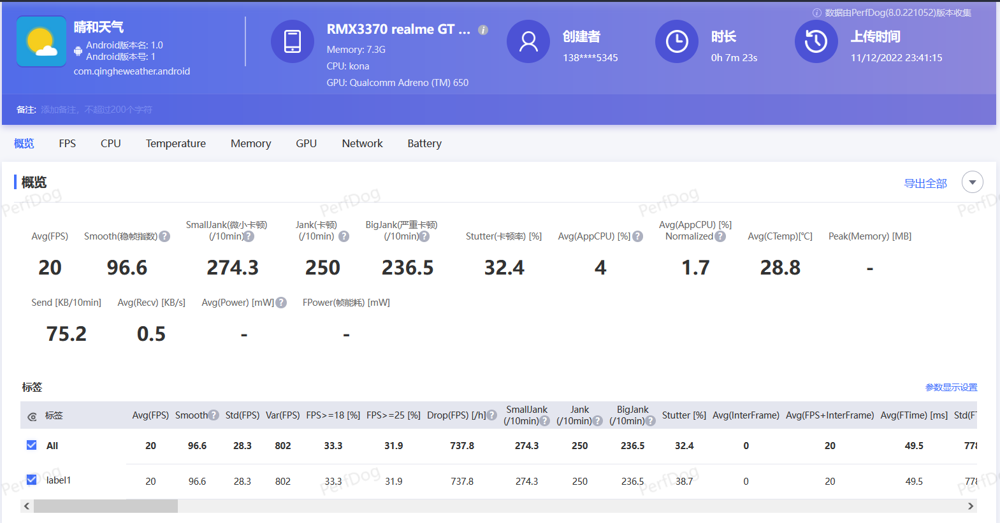 数据由PerfDog(8.0.221052)版本收集
晴和天气
Android版本名: 1.0
Android版本号: 1
com.qingheweather.android
RMX3370 realme GT ...
Memory: 7.3G
CPU: kona
GPU: Qualcomm Adreno (TM) 650
创建者
138****5345
时长
0h 7m 23s
上传时间
11/12/2022 23:41:15
备注: 添加备注，不超过200个字符
概览 FPS CPU Temperature Memory GPU Network Battery
概览
导出全部
Avg(FPS) Smooth(稳帧指数) SmallJank(微小卡顿)(/10min) Jank(卡顿)(/10min) BigJank(严重卡顿)(/10min) Stutter(卡顿率) [%] Avg(AppCPU) [%] Avg(AppCPU) [%] Normalized Avg(CTemp)[°C] Peak(Memory) [MB]
20 96.6 274.3 250 236.5 32.4 4 1.7 28.8 -
Send [KB/10min] Avg(Recv) [KB/s] Avg(Power) [mW] FPower(帧能耗) [mW]
75.2 0.5 - -
标签
参数显示设置
标签 Avg(FPS) Smooth Std(FPS) Var(FPS) FPS>=18 [%] FPS>=25 [%] Drop(FPS) [/h] SmallJank (/10min) Jank (/10min) BigJank (/10min) Stutter [%] Avg(InterFrame) Avg(FPS+InterFrame) Avg(FTime) [ms] Std(FT
All 20 96.6 28.3 802 33.3 31.9 737.8 274.3 250 236.5 32.4 0 20 49.5 778
label1 20 96.6 28.3 802 33.3 31.9 737.8 274.3 250 236.5 38.7 0 20 49.5 778
PerfDog PerfDog PerfDog PerfDo
PerfDog PerfDog PerfDog PerfDo